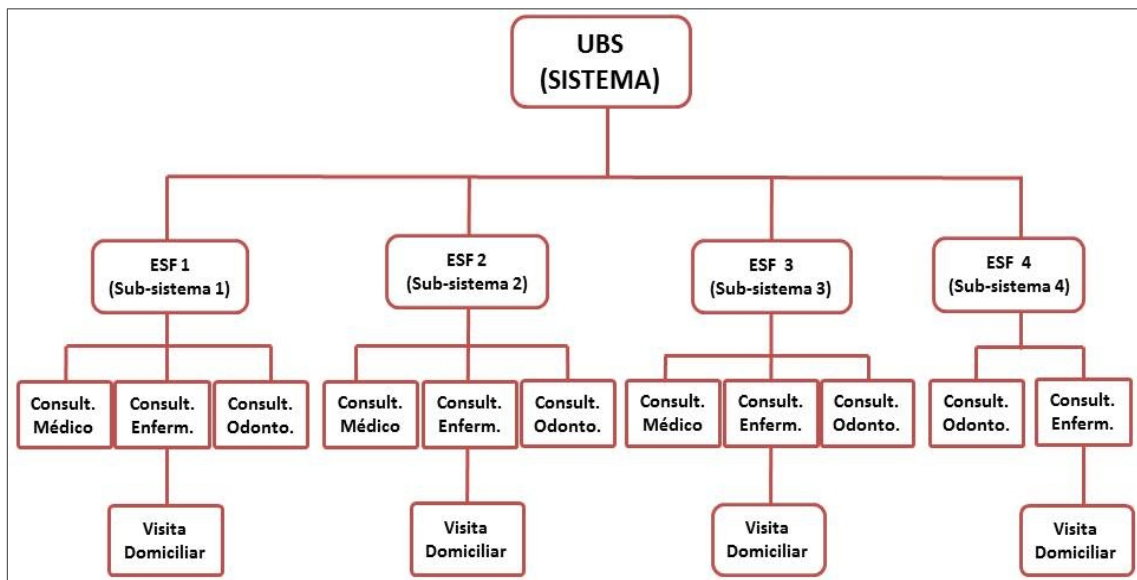 UBS
(SISTEMA)
ESF 1
(Sub-sistema 1)
ESF 2
(Sub-sistema 2)
ESF 3
(Sub-sistema 3)
ESF 4
(Sub-sistema 4)
Consult.
Médico
Consult.
Enferm.
Consult.
Odonto.
Consult.
Médico
Consult.
Enferm.
Consult.
Odonto.
Consult.
Médico
Consult.
Enferm.
Consult.
Odonto.
Consult.
Odonto.
Consult.
Enferm.
Visita
Domiciliar
Visita
Domiciliar
Visita
Domiciliar
Visita
Domiciliar